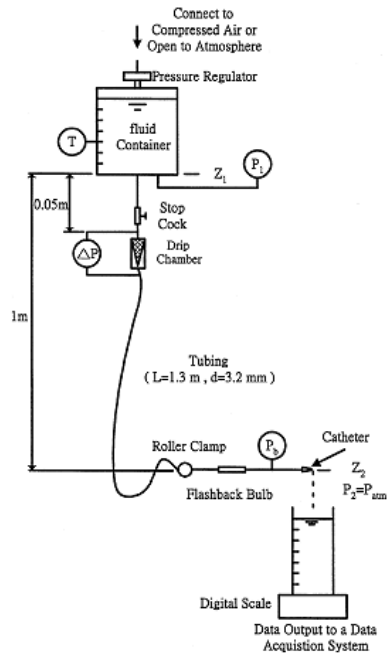 Connect to
Compressed Air or
Open to Atmosphere
Pressure Regulator
fluid
Container
T
Z1
P1
0.05m
Stop
Cock
△P
Drip
Chamber
1m
Tubing
( L=1.3 m , d=3.2 mm )
Roller Clamp
Pb
Catheter
Z2
P2=Patm
Flashback Bulb
Digital Scale
Data Output to a Data
Acquistion System